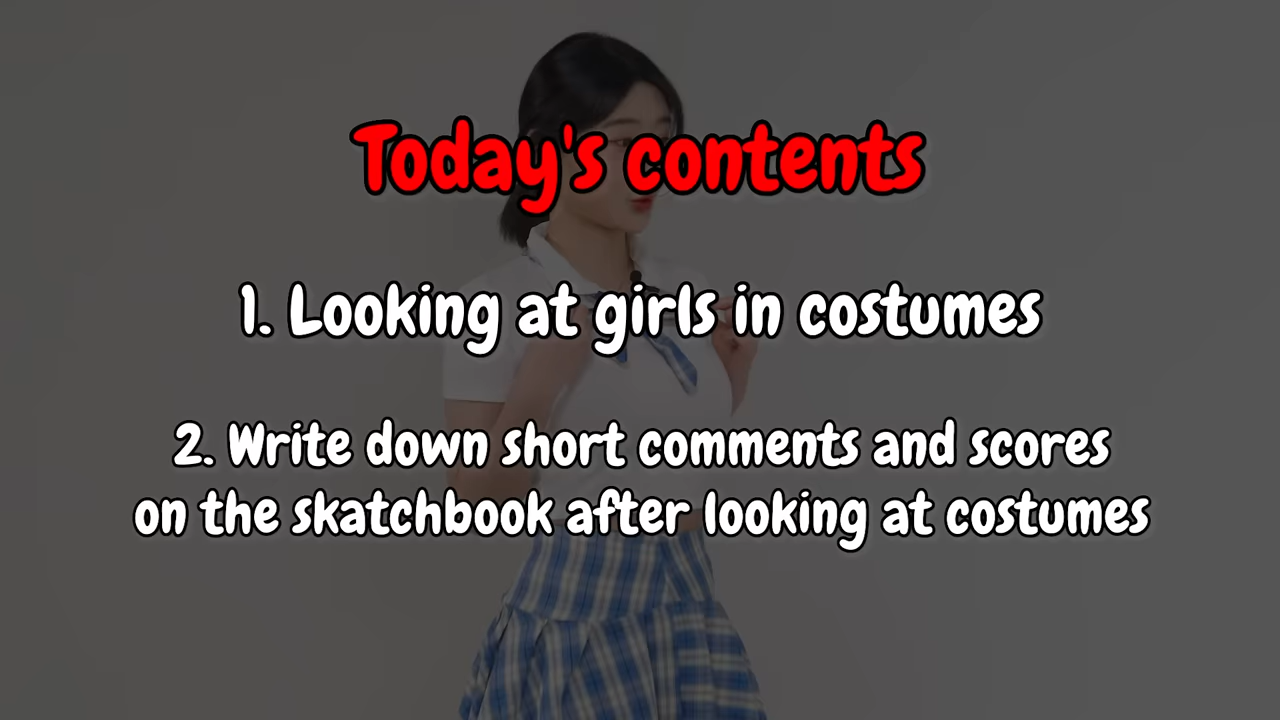 Today's contents
1. Looking at girls in costumes
2. Write down short comments and scores
on the skatchbook after looking at costumes